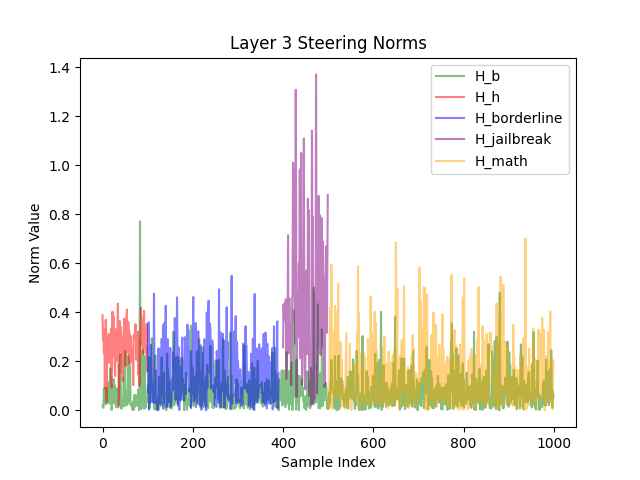 Layer 3 Steering Norms
Norm Value
1.4
1.2
1.0
0.8
0.6
0.4
0.2
0.0
H_b
H_h
H_borderline
H_jailbreak
H_math
0
200
400
600
800
1000
Sample Index